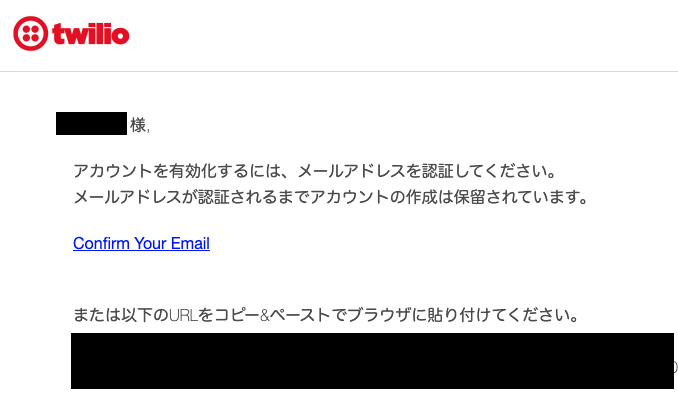 twilio
様,
アカウントを有効化するには、メールアドレスを認証してください。
メールアドレスが認証されるまでアカウントの作成は保留されています。
Confirm Your Email
または以下のURLをコピー&ペーストでブラウザに貼り付けてください。